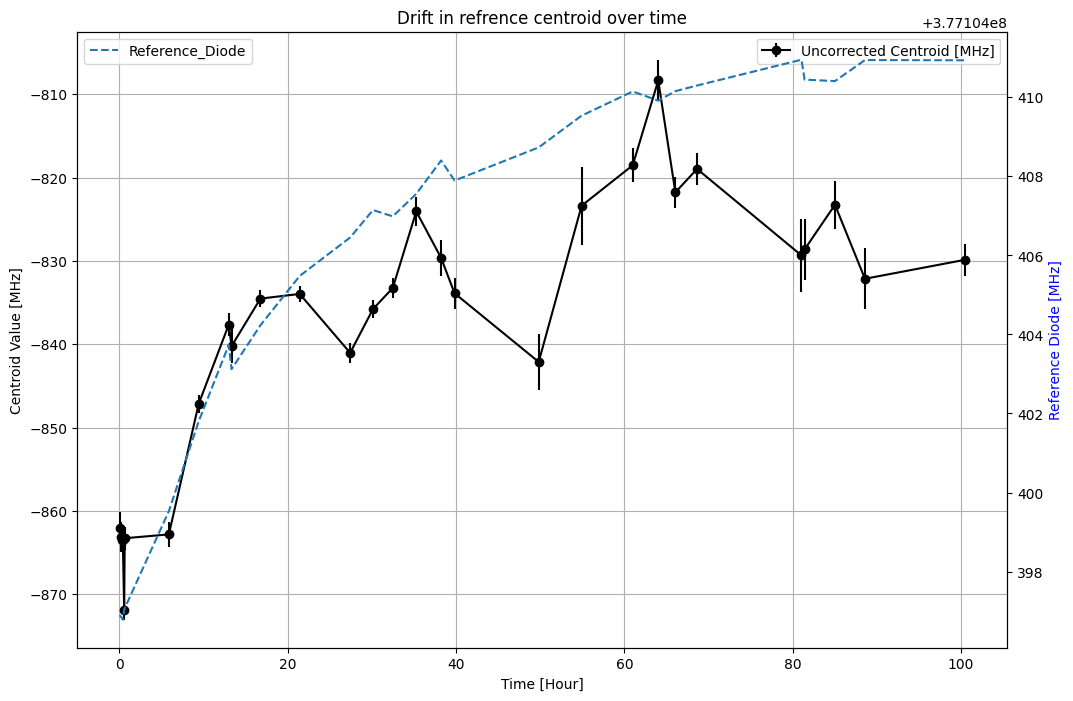 Drift in refrence centroid over time
+3.77104e8
Reference_Diode
Uncorrected Centroid [MHz]
−810
−820
−830
−840
−850
−860
−870
Centroid Value [MHz]
410
408
406
404
402
400
398
Reference Diode [MHz]
0
20
40
60
80
100
Time [Hour]